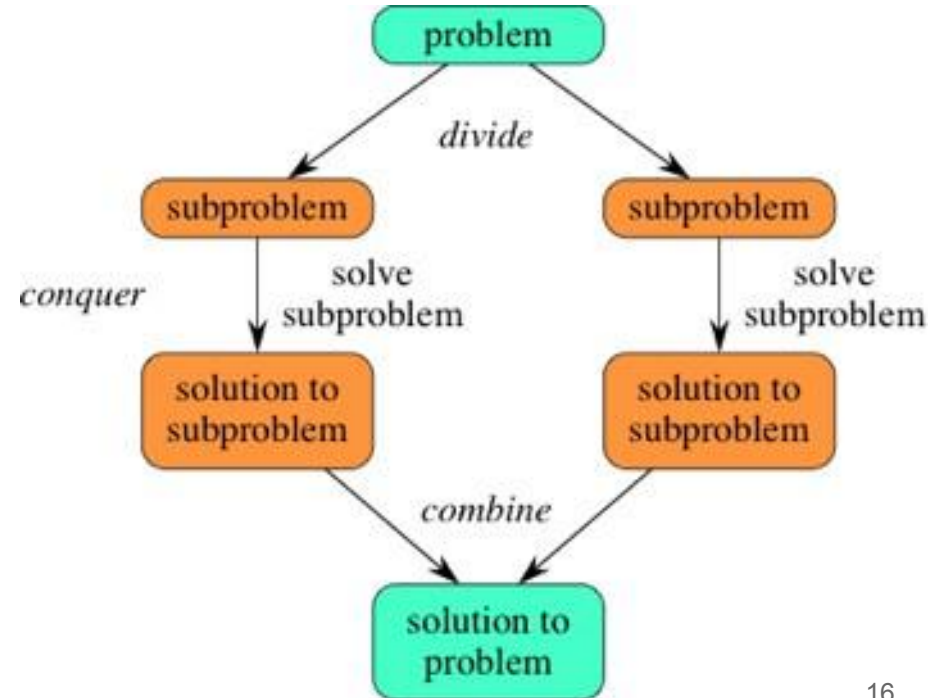 problem
divide
subproblem
subproblem
conquer
solve
subproblem
solve
subproblem
solution to
subproblem
solution to
subproblem
combine
solution to
problem
16